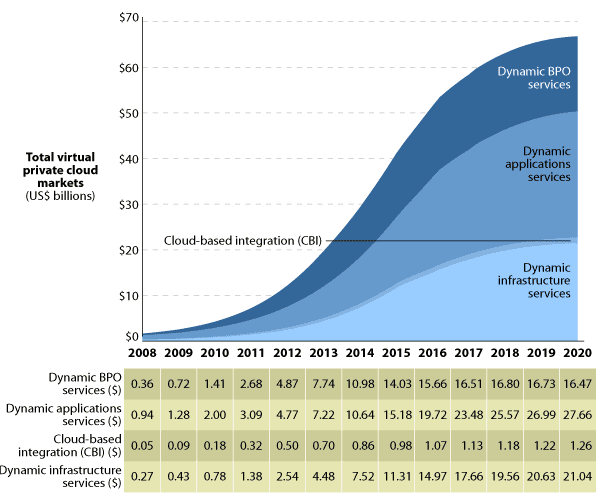 $70
$60
$50
$40
$30
$20
$10
$0
Total virtual
private cloud
markets
(US$ billions)
Dynamic BPO
services
Dynamic
applications
services
Cloud-based integration (CBI)
Dynamic
infrastructure
services
2008 2009 2010 2011 2012 2013 2014 2015 2016 2017 2018 2019 2020
Dynamic BPO
services ($) 0.36 0.72 1.41 2.68 4.87 7.74 10.98 14.03 15.66 16.51 16.80 16.73 16.47
Dynamic applications
services ($) 0.94 1.28 2.00 3.09 4.77 7.22 10.64 15.18 19.72 23.48 25.57 26.99 27.66
Cloud-based
integration (CBI) ($) 0.05 0.09 0.18 0.32 0.50 0.70 0.86 0.98 1.07 1.13 1.18 1.22 1.26
Dynamic infrastructure
services ($) 0.27 0.43 0.78 1.38 2.54 4.48 7.52 11.31 14.97 17.66 19.56 20.63 21.04